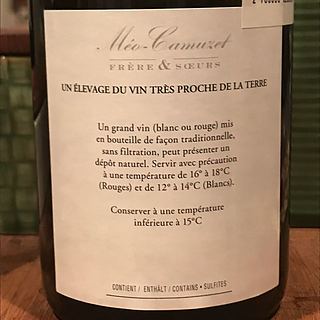 Méo-Camuzet
FRÈRE & SŒURS
UN ÉLEVAGE DU VIN TRÈS PROCHE DE LA TERRE
Un grand vin (blanc ou rouge) mis
en bouteille de façon traditionnelle,
sans filtration, peut présenter un
dépôt naturel. Servir avec précaution
à une température de 16° à 18°C
(Rouges) et de 12° à 14°C (Blancs).
Conserver à une température
inférieure à 15°C
CONTIENT / ENTHÄLT / CONTAINS • SULFITES